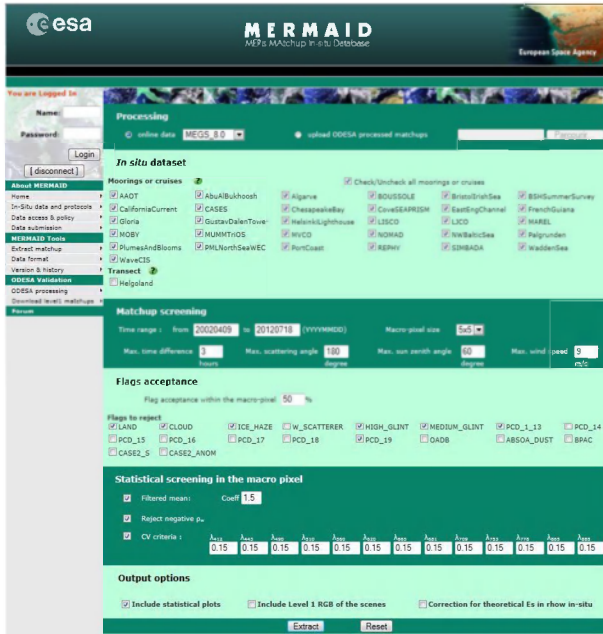 esa
MERMAID
MERIS MAtchup In-situ Database
European Space Agency
You are Logged In
Name:
Password:
Login
[ disconnect ]
About MERMAID
Home
In-Situ data and protocols
Data access & policy
Data submission
MERMAID Tools
Extract matchup
Data format
Version & history
ODESA Validation
ODESA processing
Download level1 matchups
Forum
Processing
online data MEGS_8.0 upload ODESA processed matchups
In situ dataset
Moorings or cruises Check/Uncheck all moorings or cruises
AAOT AbuAlBukhoosh Algarve BOUSSOLE BristolIrishSea BSHSummerSurvey
CaliforniaCurrent CASES ChesapeakeBay CoveSEAPRISM EastEngChannel FrenchGuiana
Gloria GustavDalenTower HelsinkiLighthouse LISCO LJCO MAREL
MOBY MUMMTriOS MVCO NOMAD NWBalticSea Palgrunden
PlumesAndBlooms PMLNorthSeaWEC PortCoast REPHY SIMBADA WaddenSea
WaveCIS
Transect
Helgoland
Matchup screening
Time range : from 20020409 to 20120718 (YYYYMMDD) Macro-pixel size 5x5
Max. time difference 3 Max. scattering angle 180 Max. sun zenith angle 60 Max. wind speed 9
hours degree degree m/s
Flags acceptance
Flag acceptance within the macro-pixel 50 %
Flags to reject
LAND CLOUD ICE_HAZE W_SCATTERER HIGH_GLINT MEDIUM_GLINT PCD_1_13 PCD_14
PCD_15 PCD_16 PCD_17 PCD_18 PCD_19 OADB ABSOA_DUST BPAC
CASE2_S CASE2_ANOM
Statistical screening in the macro pixel
Filtered mean: Coeff 1.5
Reject negative ρw
CV criteria :
0.15 0.15 0.15 0.15 0.15 0.15 0.15 0.15 0.15 0.15 0.15 0.15 0.15
Output options
Include statistical plots Include Level 1 RGB of the scenes Correction for theoretical Es in rhow in-situ
Extract Reset